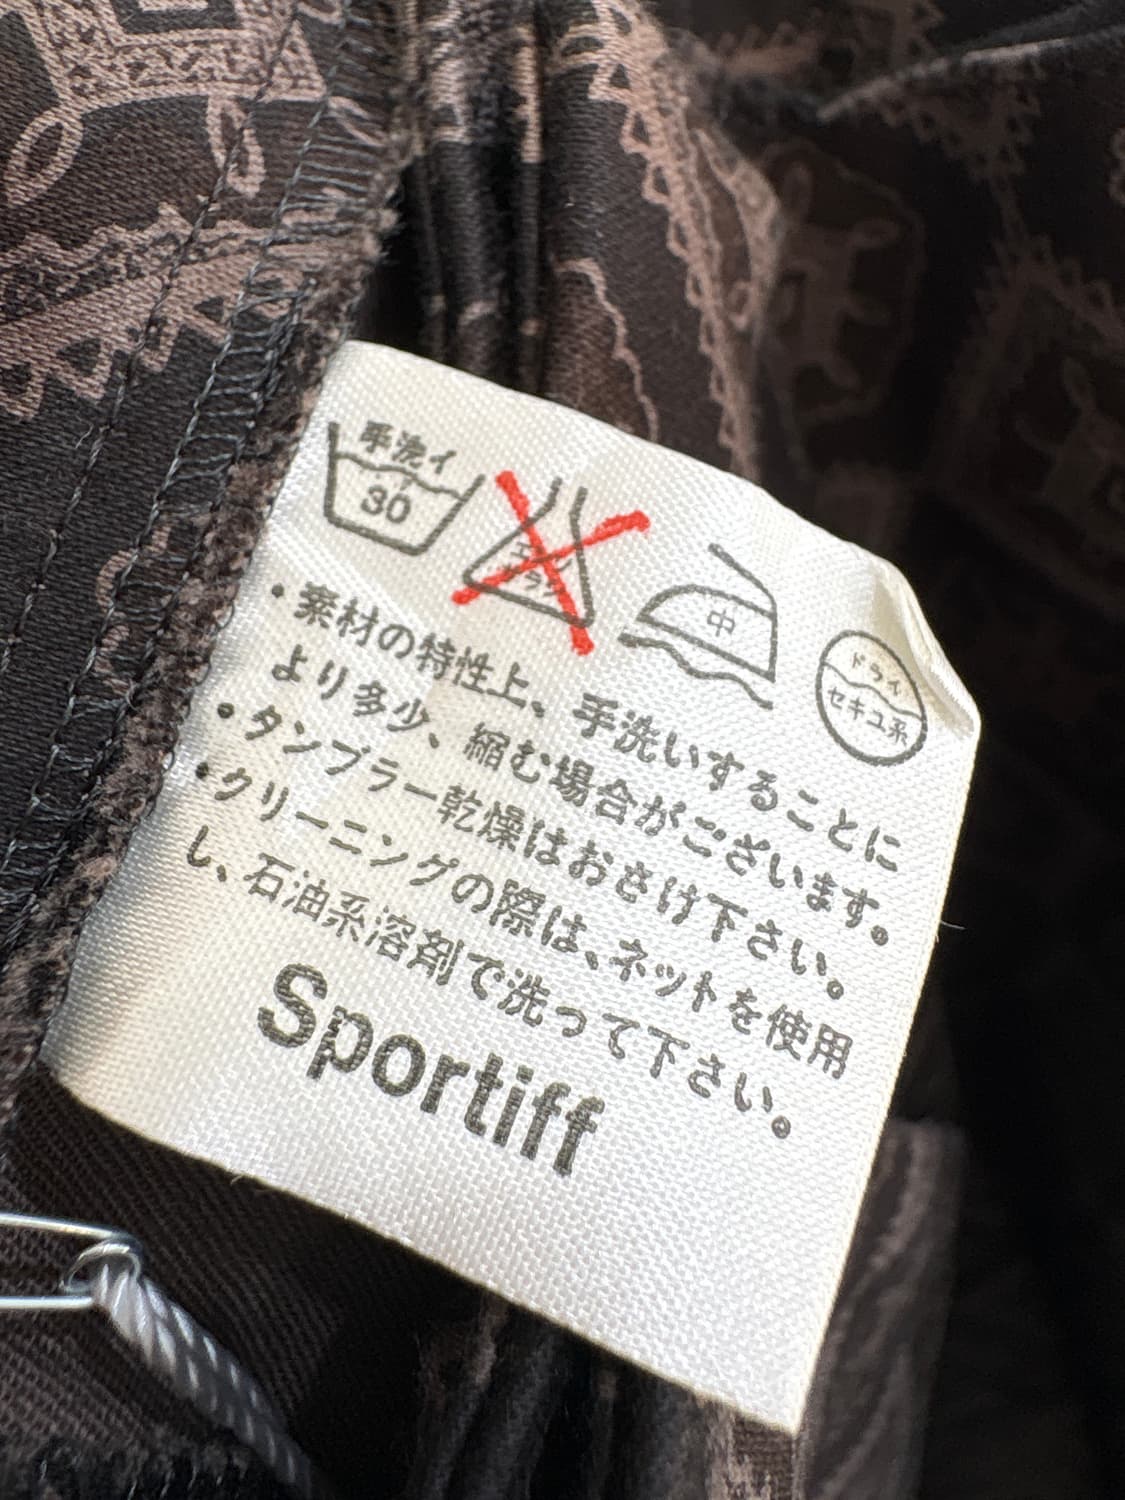 手洗イ
30
エンソ
サラシ
中
ドライ
セキユ系
・素材の特性上、手洗いすることに
より多少、縮む場合がございます。
・タンブラー乾燥はおさけ下さい。
・クリーニングの際は、ネットを使用
し、石油系溶剤で洗って下さい。
Sportiff